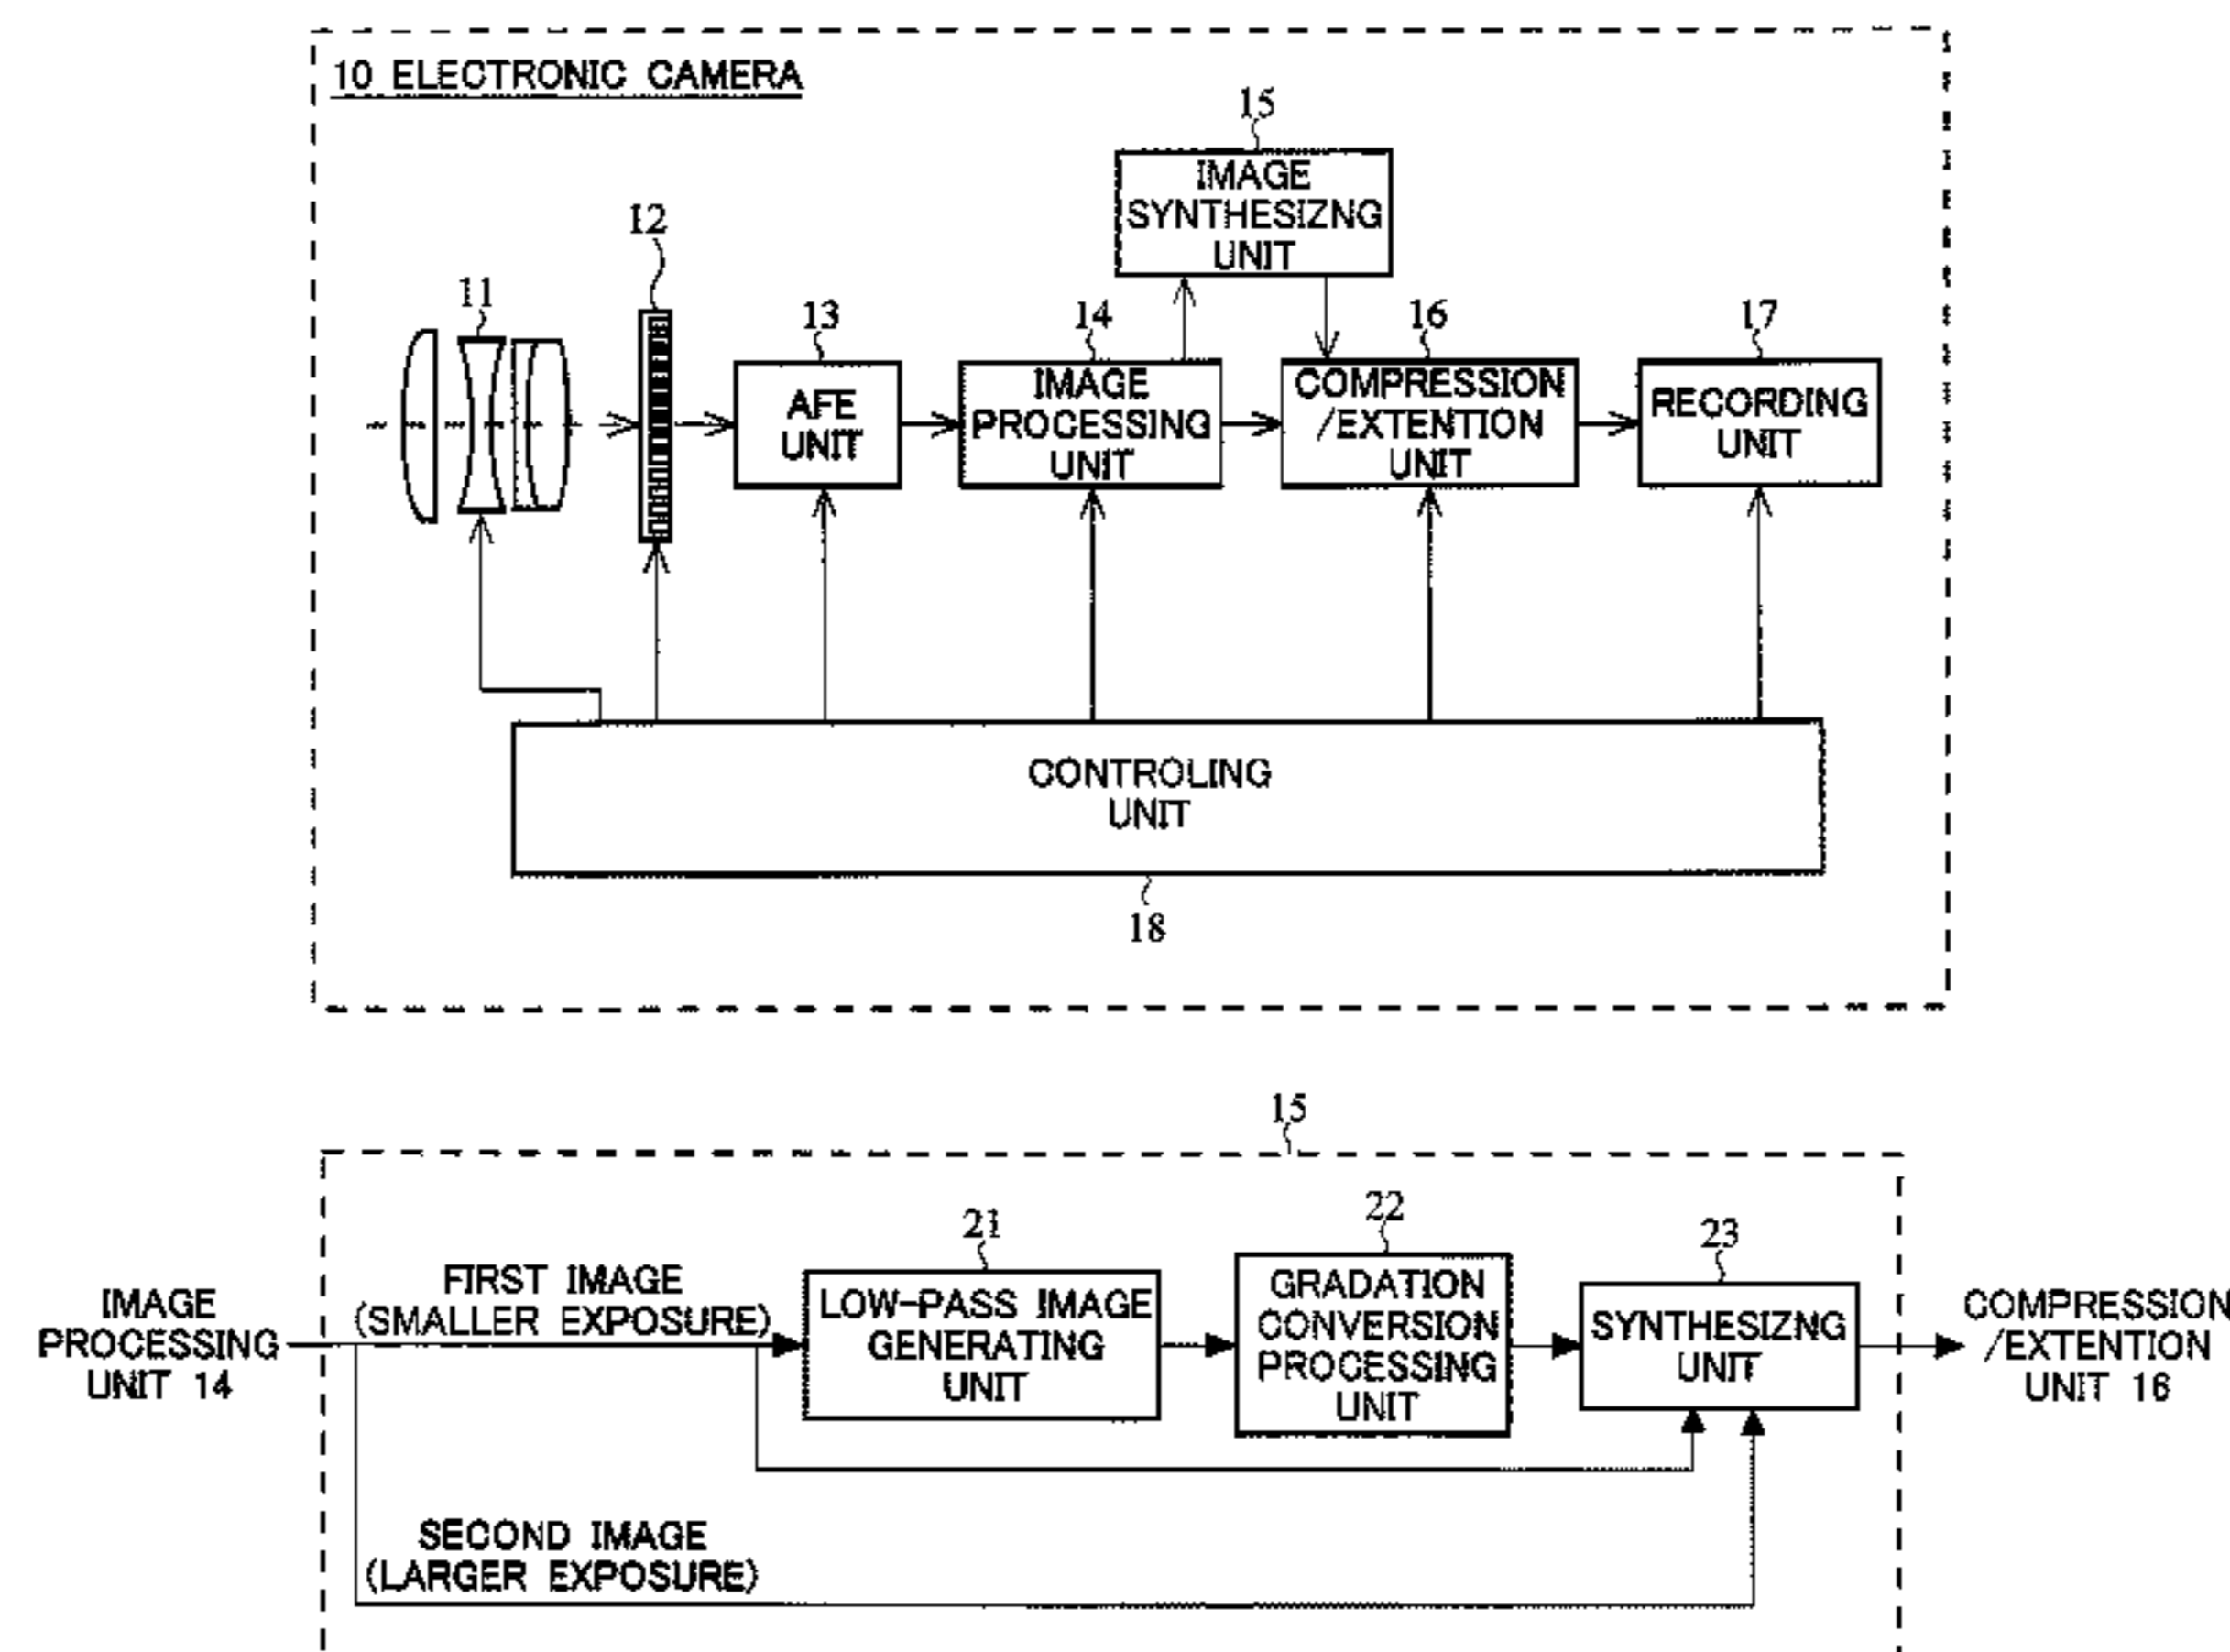 10 ELECTRONIC CAMERA
15
IMAGE
SYNTHESIZNG
UNIT
12
11
13
14
16
17
AFE
UNIT
IMAGE
PROCESSING
UNIT
COMPRESSION
/EXTENTION
UNIT
RECORDING
UNIT
CONTROLING
UNIT
18
15
IMAGE
PROCESSING
UNIT 14
FIRST IMAGE
(SMALLER EXPOSURE)
21
LOW-PASS IMAGE
GENERATING
UNIT
22
GRADATION
CONVERSION
PROCESSING
UNIT
23
SYNTHESIZNG
UNIT
COMPRESSION
/EXTENTION
UNIT 16
SECOND IMAGE
(LARGER EXPOSURE)